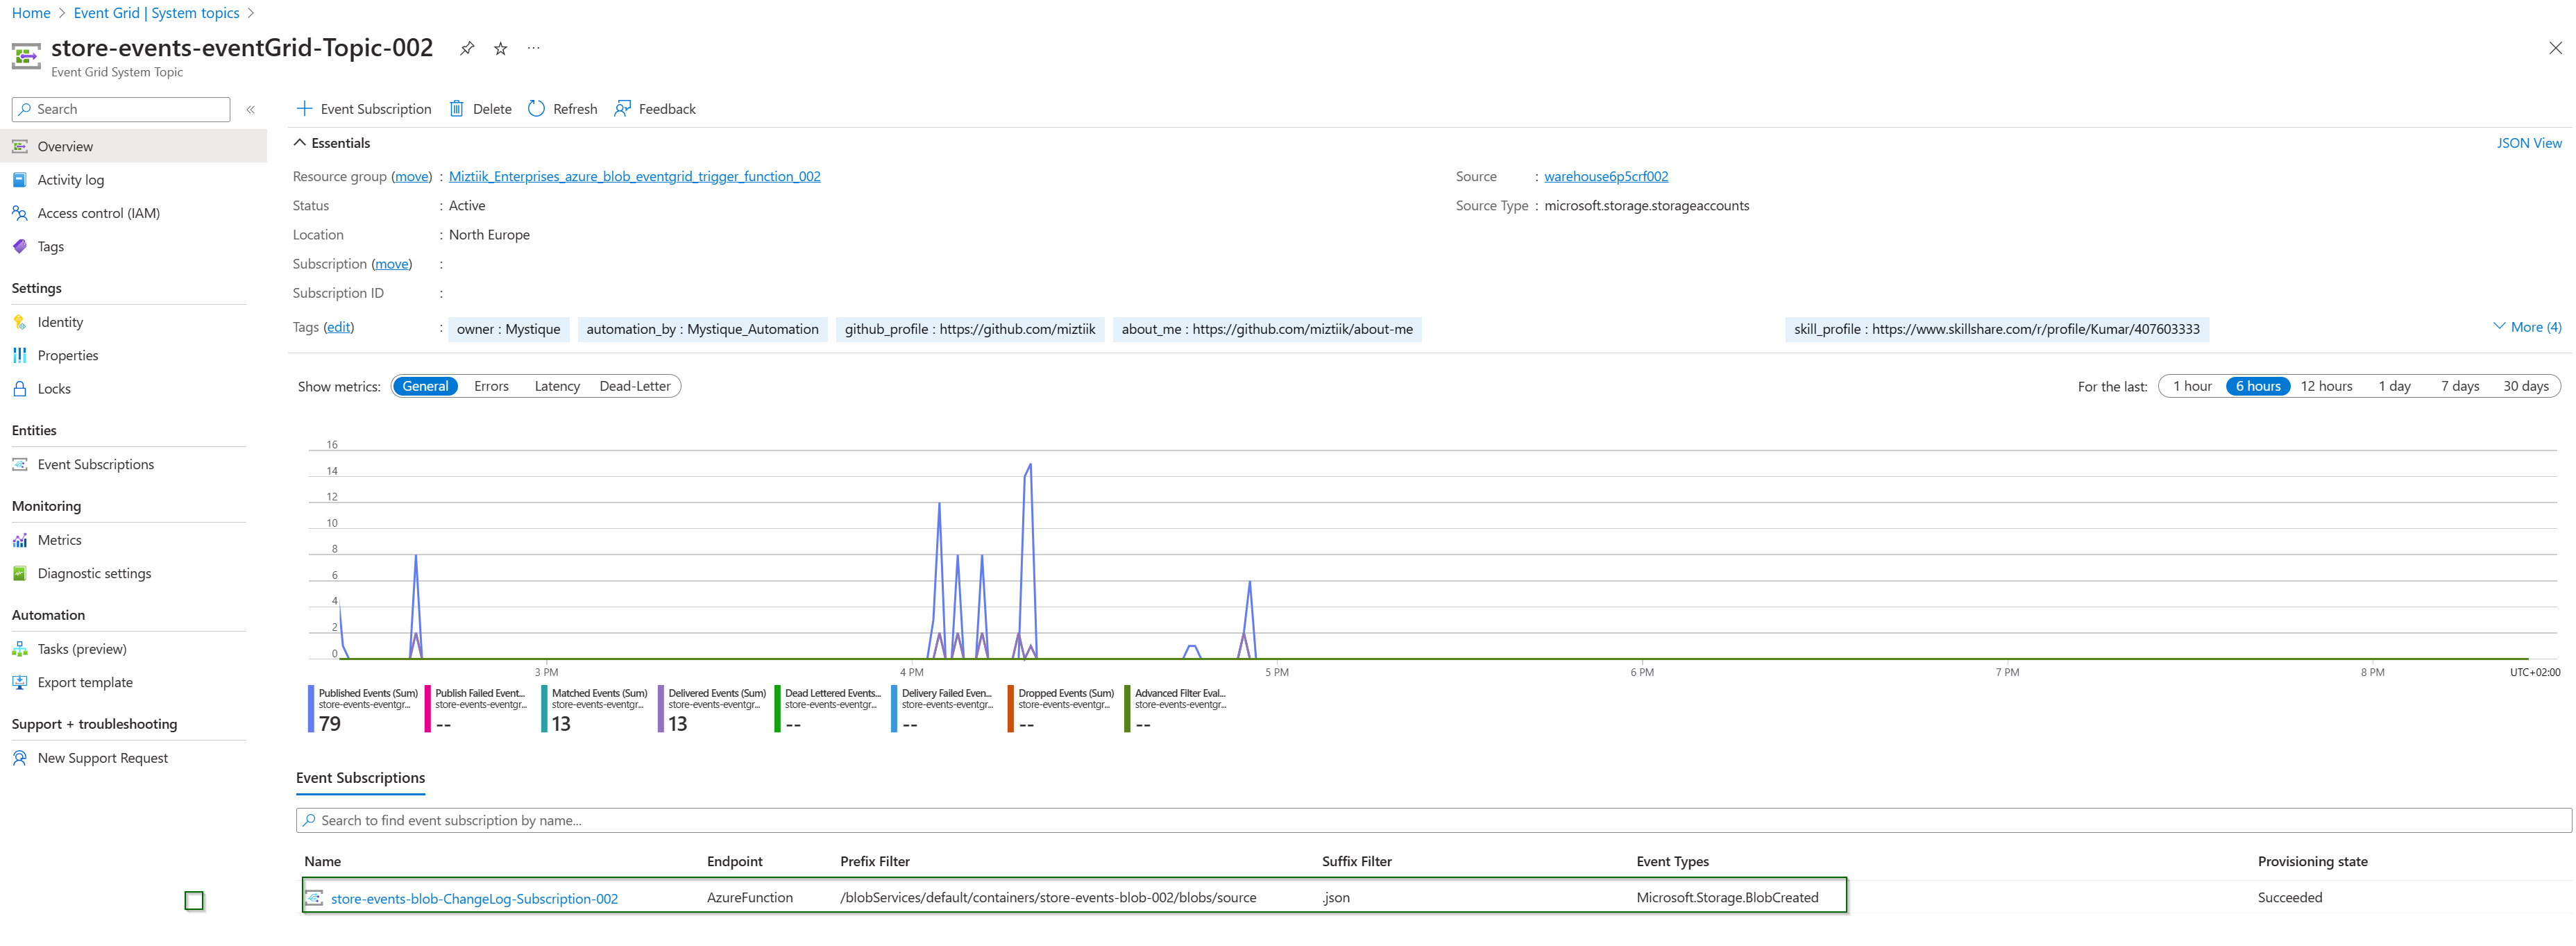 Home > Event Grid | System topics >
store-events-eventGrid-Topic-002
Event Grid System Topic
Search
Overview
Activity log
Access control (IAM)
Tags
Settings
Identity
Properties
Locks
Entities
Event Subscriptions
Monitoring
Metrics
Diagnostic settings
Automation
Tasks (preview)
Export template
Support + troubleshooting
New Support Request
Event Subscription Delete Refresh Feedback
Essentials
JSON View
Resource group (move) : Miztiik_Enterprises_azure_blob_eventgrid_trigger_function_002
Status : Active
Location : North Europe
Subscription (move) :
Subscription ID :
Source : warehouse6p5crf002
Source Type : microsoft.storage.storageaccounts
Tags (edit) : owner : Mystique automation_by : Mystique_Automation github_profile : https://github.com/miztiik about_me : https://github.com/miztiik/about-me skill_profile : https://www.skillshare.com/r/profile/Kumar/407603333 More (4)
Show metrics: General Errors Latency Dead-Letter
For the last: 1 hour 6 hours 12 hours 1 day 7 days 30 days
16
14
12
10
8
6
4
2
0
3 PM 4 PM 5 PM 6 PM 7 PM 8 PM UTC+02:00
Published Events (Sum)
store-events-eventgr...
79
Publish Failed Event...
store-events-eventgr...
--
Matched Events (Sum)
store-events-eventgr...
13
Delivered Events (Sum)
store-events-eventgr...
13
Dead Lettered Events...
store-events-eventgr...
--
Delivery Failed Even...
store-events-eventgr...
--
Dropped Events (Sum)
store-events-eventgr...
--
Advanced Filter Eval...
store-events-eventgr...
--
Event Subscriptions
Search to find event subscription by name...
Name Endpoint Prefix Filter Suffix Filter Event Types Provisioning state
store-events-blob-ChangeLog-Subscription-002 AzureFunction /blobServices/default/containers/store-events-blob-002/blobs/source .json Microsoft.Storage.BlobCreated Succeeded